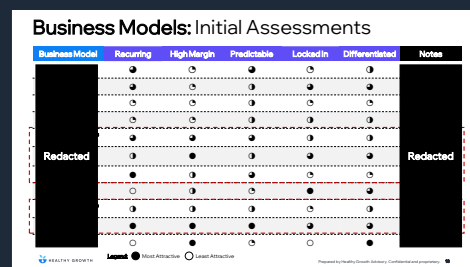 Business Models: Initial Assessments
Business Model Recurring High Margin Predictable Locked In Differentiated Notes
Redacted Redacted
HEALTHY GROWTH Legend: Most Attractive Least Attractive Prepared by Healthy Growth Advisory. Confidential and proprietary.